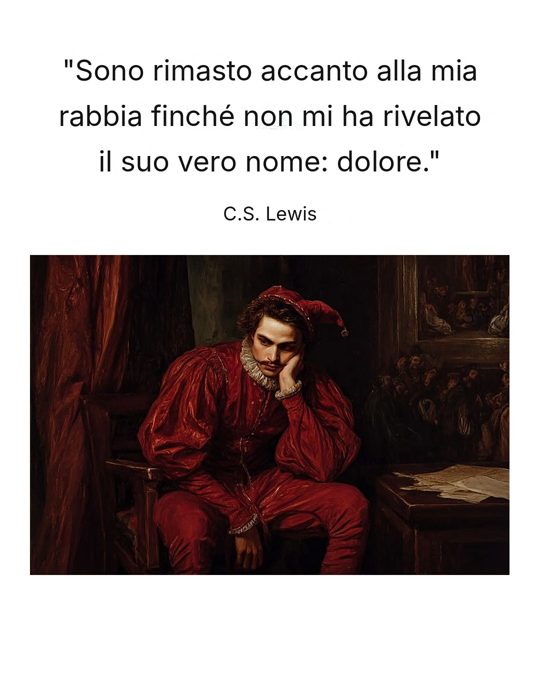 "Sono rimasto accanto alla mia
rabbia finché non mi ha rivelato
il suo vero nome: dolore."
C.S. Lewis